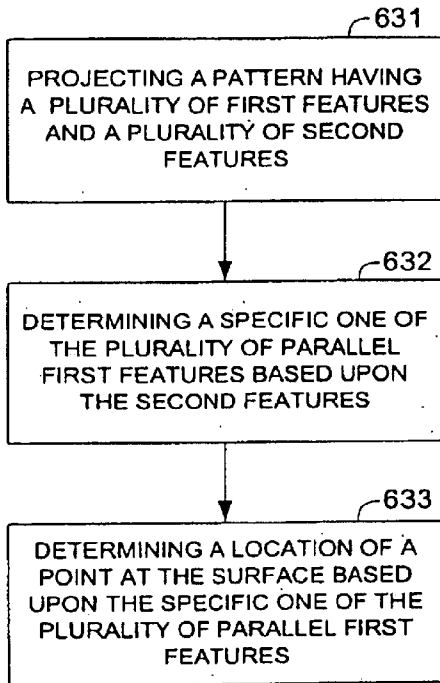 631
PROJECTING A PATTERN HAVING
A PLURALITY OF FIRST FEATURES
AND A PLURALITY OF SECOND
FEATURES
632
DETERMINING A SPECIFIC ONE OF
THE PLURALITY OF PARALLEL
FIRST FEATURES BASED UPON
THE SECOND FEATURES
633
DETERMINING A LOCATION OF A
POINT AT THE SURFACE BASED
UPON THE SPECIFIC ONE OF THE
PLURALITY OF PARALLEL FIRST
FEATURES